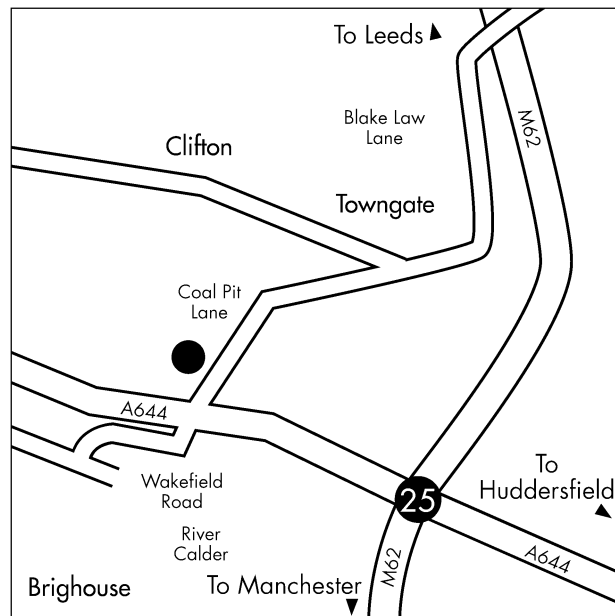 To Leeds
Blake Law
Lane
M62
Clifton
Towngate
Coal Pit
Lane
A644
Wakefield
Road
25
To
Huddersfield
River
Calder
A644
M62
Brighouse
To Manchester